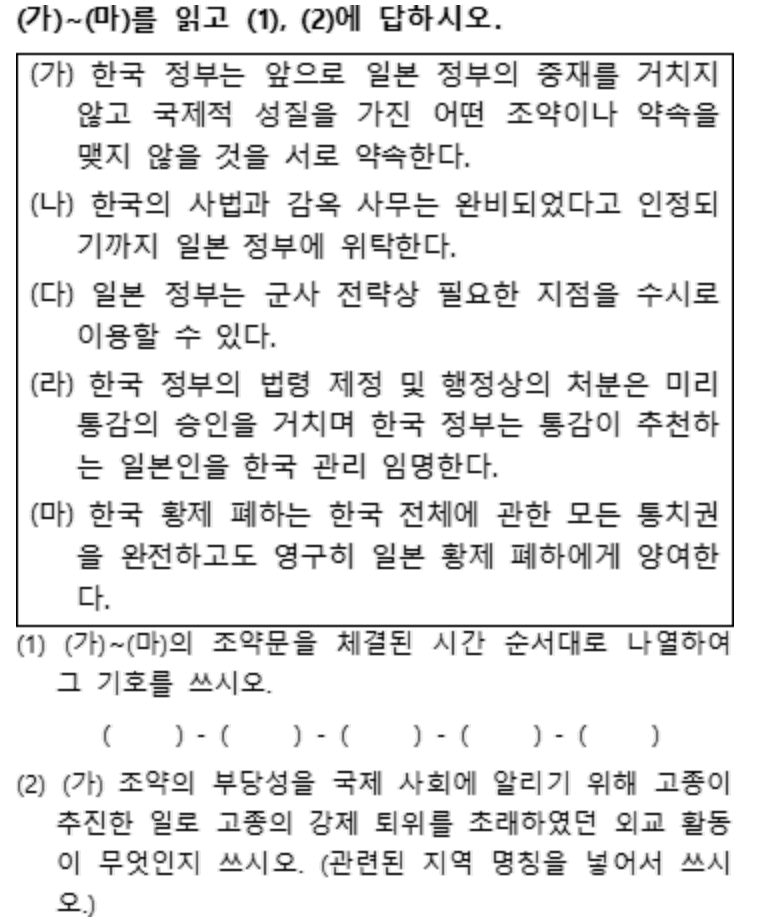 (가)~(마)를 읽고 (1), (2)에 답하시오.
(가) 한국 정부는 앞으로 일본 정부의 중재를 거치지
않고 국제적 성질을 가진 어떤 조약이나 약속을
맺지 않을 것을 서로 약속한다.
(나) 한국의 사법과 감옥 사무는 완비되었다고 인정되
기까지 일본 정부에 위탁한다.
(다) 일본 정부는 군사 전략상 필요한 지점을 수시로
이용할 수 있다.
(라) 한국 정부의 법령 제정 및 행정상의 처분은 미리
통감의 승인을 거치며 한국 정부는 통감이 추천하
는 일본인을 한국 관리 임명한다.
(마) 한국 황제 폐하는 한국 전체에 관한 모든 통치권
을 완전하고도 영구히 일본 황제 폐하에게 양여한
다.
(1) (가)~(마)의 조약문을 체결된 시간 순서대로 나열하여
그 기호를 쓰시오.
( ) - ( ) - ( ) - ( ) - ( )
(2) (가) 조약의 부당성을 국제 사회에 알리기 위해 고종이
추진한 일로 고종의 강제 퇴위를 초래하였던 외교 활동
이 무엇인지 쓰시오. (관련된 지역 명칭을 넣어서 쓰시
오.)